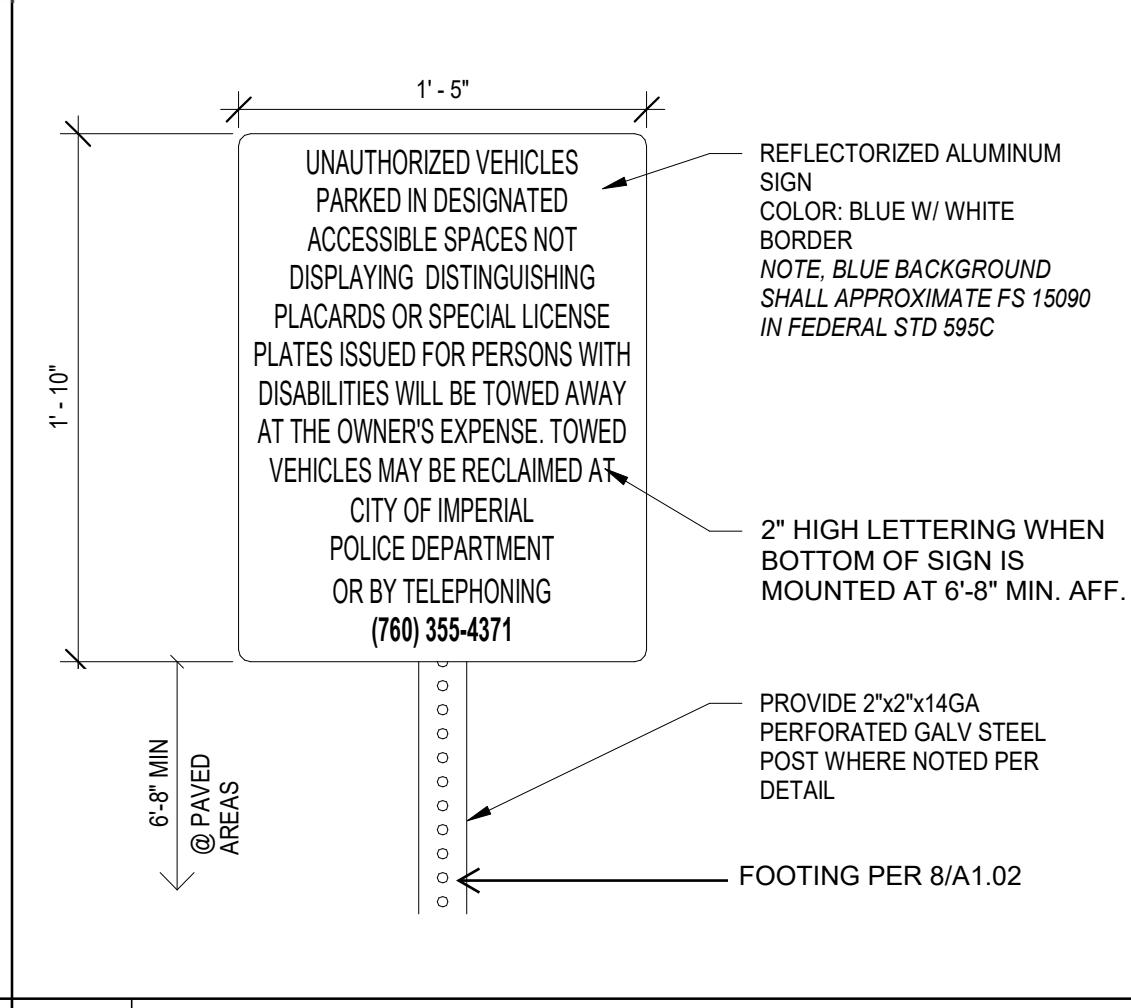 1' - 5"
UNAUTHORIZED VEHICLES
PARKED IN DESIGNATED
ACCESSIBLE SPACES NOT
DISPLAYING DISTINGUISHING
PLACARDS OR SPECIAL LICENSE
PLATES ISSUED FOR PERSONS WITH
DISABILITIES WILL BE TOWED AWAY
AT THE OWNER'S EXPENSE. TOWED
VEHICLES MAY BE RECLAIMED AT
CITY OF IMPERIAL
POLICE DEPARTMENT
OR BY TELEPHONING
(760) 355-4371
1' - 10"
6'-8" MIN
@ PAVED
AREAS
REFLECTORIZED ALUMINUM
SIGN
COLOR: BLUE W/ WHITE
BORDER
NOTE, BLUE BACKGROUND
SHALL APPROXIMATE FS 15090
IN FEDERAL STD 595C
2" HIGH LETTERING WHEN
BOTTOM OF SIGN IS
MOUNTED AT 6'-8" MIN. AFF.
PROVIDE 2"x2"x14GA
PERFORATED GALV STEEL
POST WHERE NOTED PER
DETAIL
FOOTING PER 8/A1.02